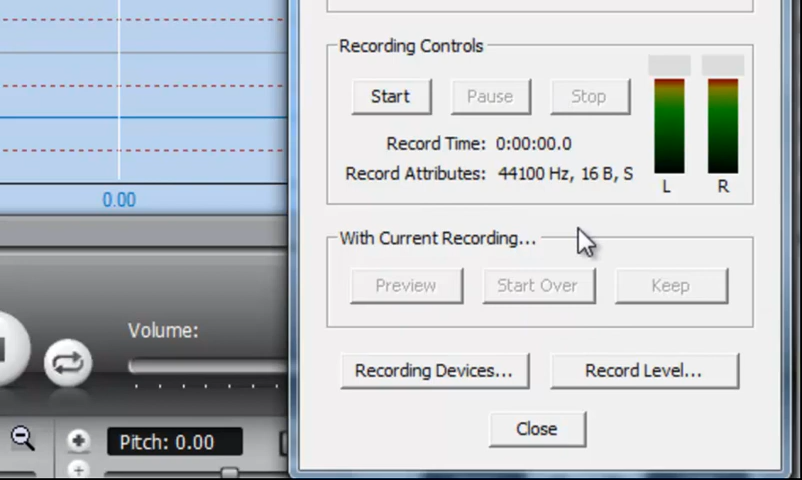 Recording Controls
Start
Pause
Stop
Record Time: 0:00:00.0
Record Attributes: 44100 Hz, 16 B, S
L
R
0.00
With Current Recording...
Preview
Start Over
Keep
Volume:
Recording Devices...
Record Level...
Close
Pitch: 0.00